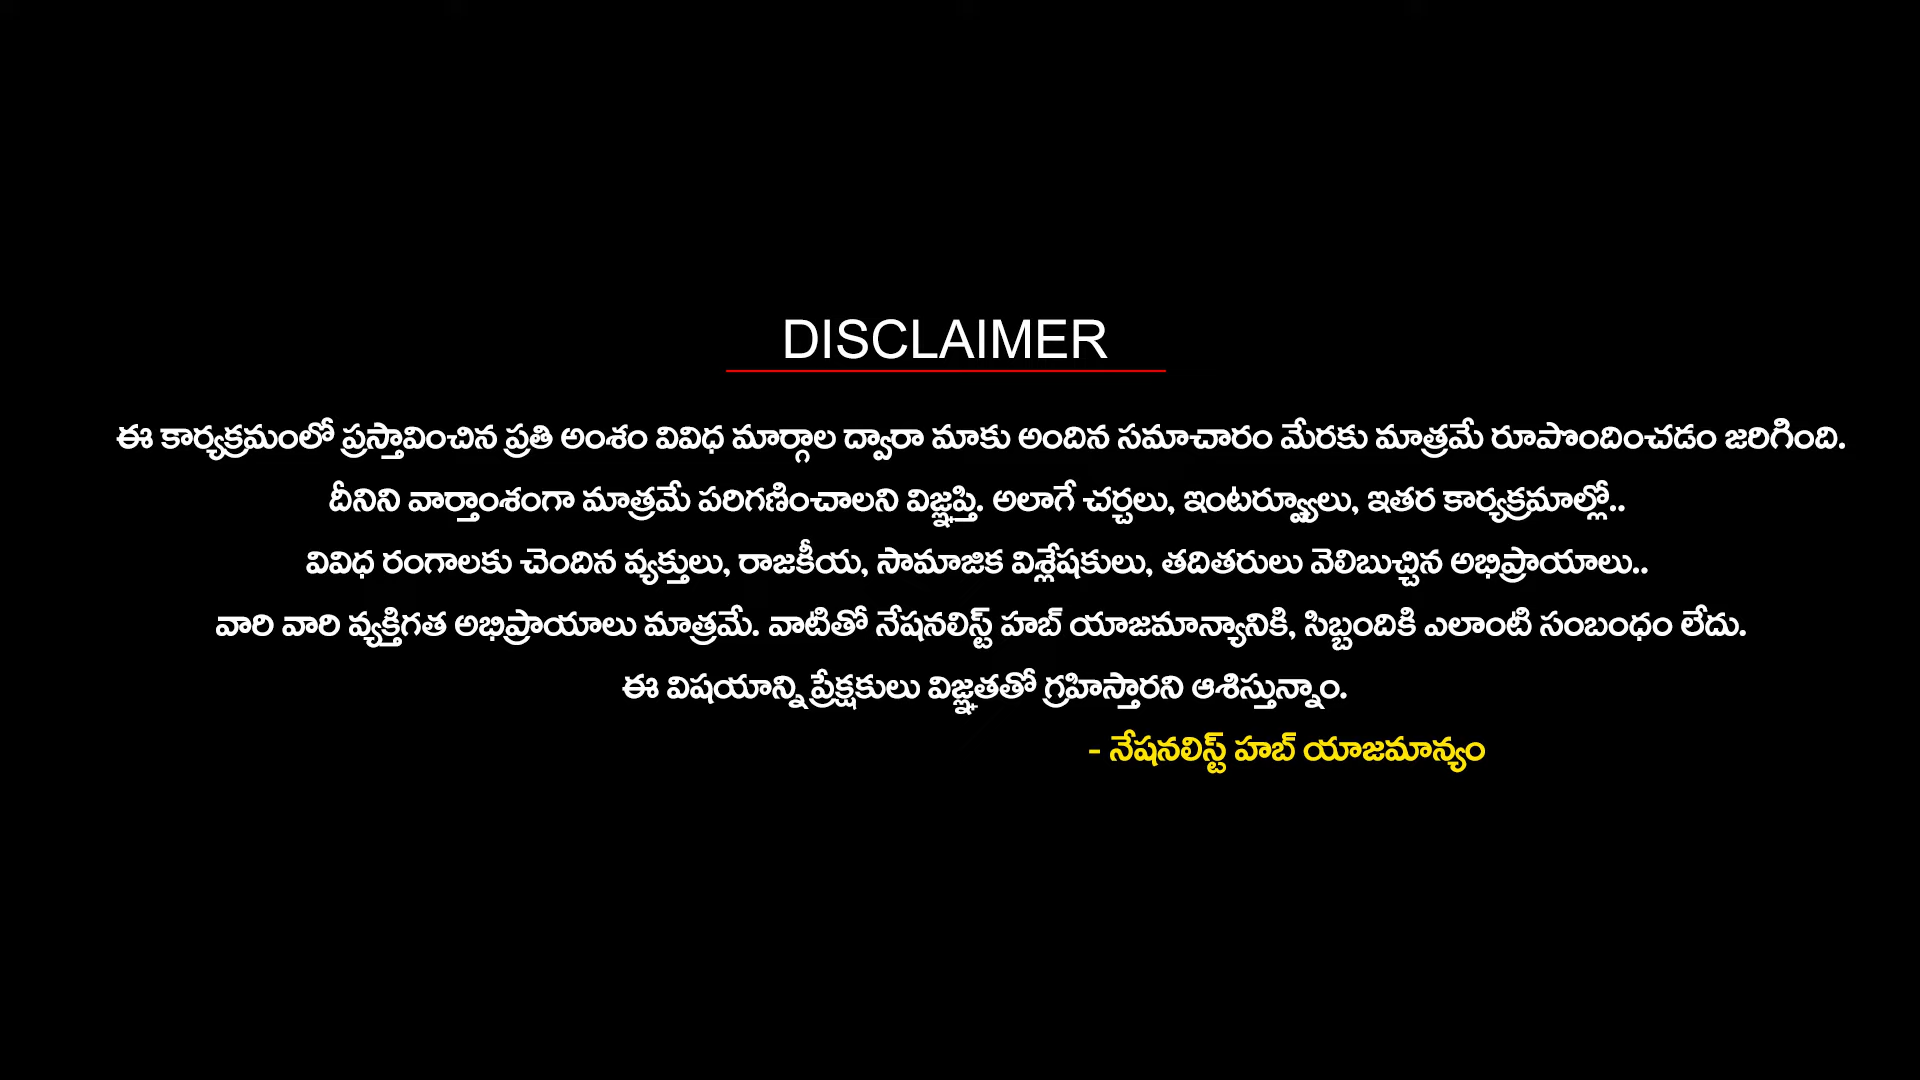 DISCLAIMER
ఈ కార్యక్రమంలో ప్రస్తావించిన ప్రతి అంశం వివిధ మార్గాల ద్వారా మాకు అందిన సమాచారం మేరకు మాత్రమే రూపొందించడం జరిగింది.
దీనిని వార్తాంశంగా మాత్రమే పరిగణించాలని విజ్ఞప్తి. అలాగే చర్చలు, ఇంటర్వ్యూలు, ఇతర కార్యక్రమాల్లో..
వివిధ రంగాలకు చెందిన వ్యక్తులు, రాజకీయ, సామాజిక విశ్లేషకులు, తదితరులు వెలిబుచ్చిన అభిప్రాయాలు..
వారి వారి వ్యక్తిగత అభిప్రాయాలు మాత్రమే. వాటితో నేషనలిస్ట్ హబ్ యాజమాన్యానికి, సిబ్బందికి ఎలాంటి సంబంధం లేదు.
ఈ విషయాన్ని ప్రేక్షకులు విజ్ఞతతో గ్రహిస్తారని ఆశిస్తున్నాం.
- నేషనలిస్ట్ హబ్ యాజమాన్యం